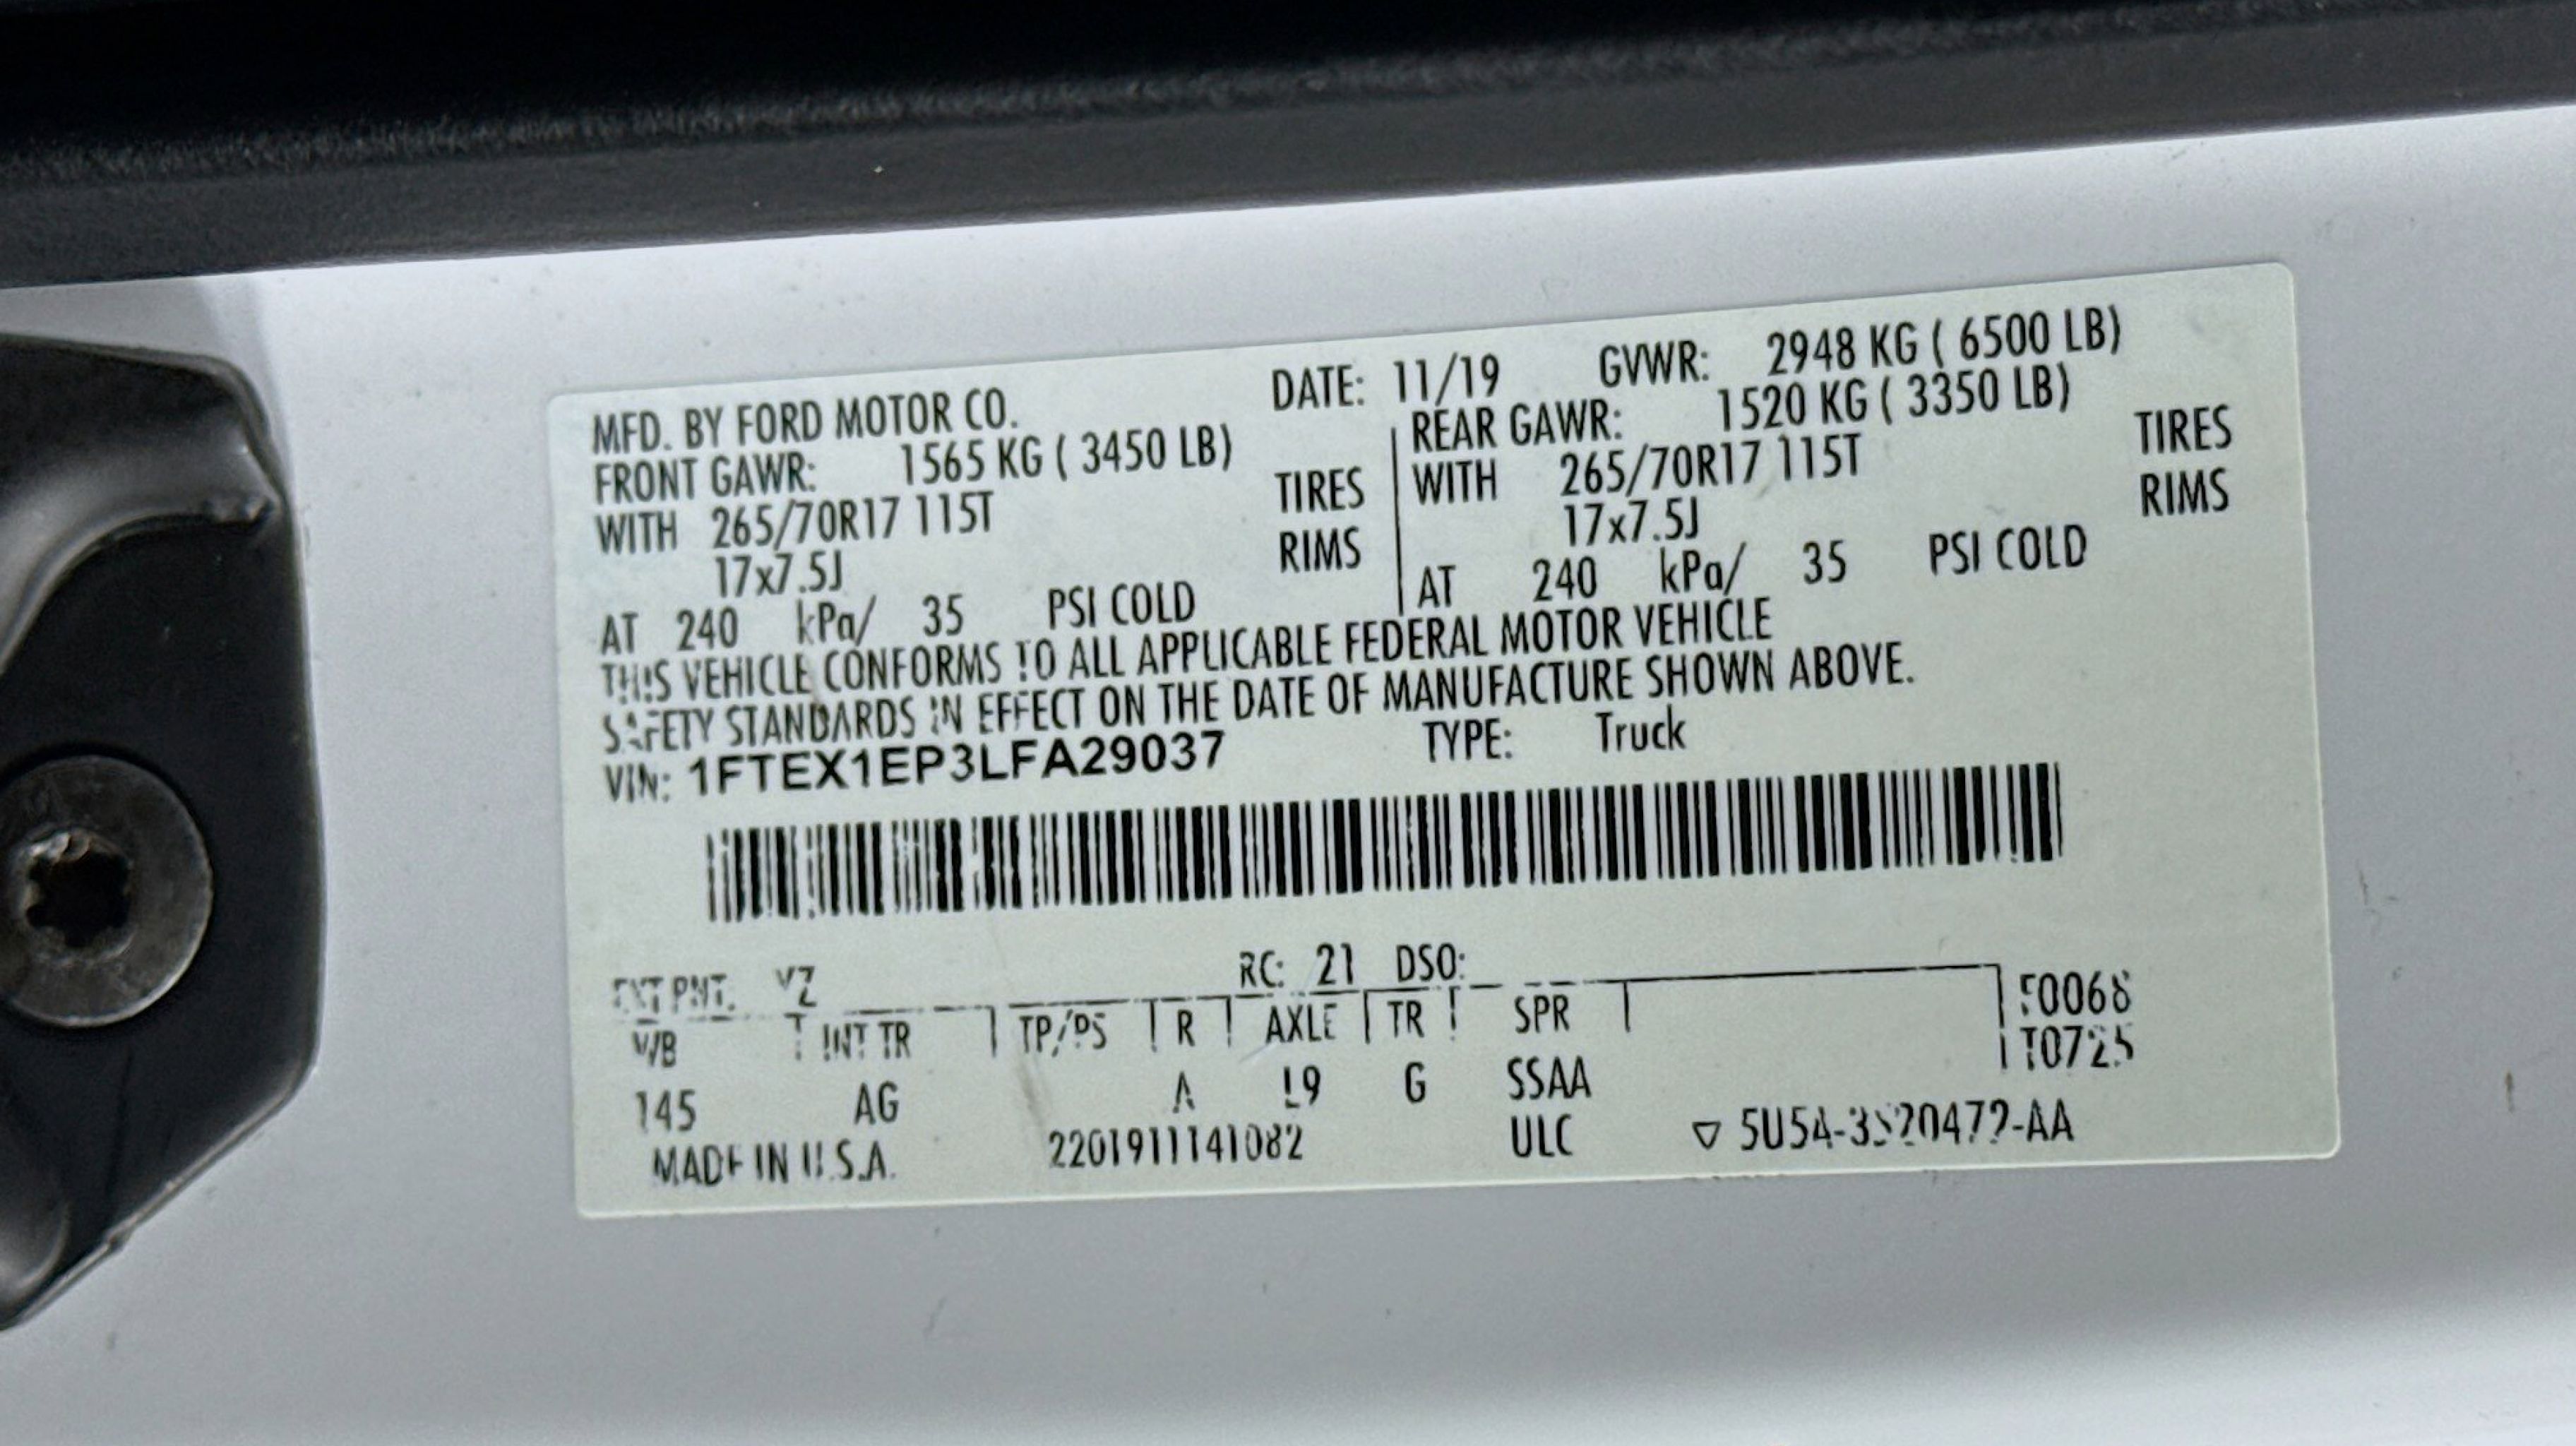 MFD. BY FORD MOTOR CO. DATE: 11/19 GVWR: 2948 KG ( 6500 LB)
FRONT GAWR: 1565 KG ( 3450 LB) REAR GAWR: 1520 KG ( 3350 LB)
WITH 265/70R17 115T TIRES WITH 265/70R17 115T TIRES
17x7.5J RIMS 17x7.5J RIMS
AT 240 kPa/ 35 PSI COLD AT 240 kPa/ 35 PSI COLD
THIS VEHICLE CONFORMS TO ALL APPLICABLE FEDERAL MOTOR VEHICLE
SAFETY STANDARDS IN EFFECT ON THE DATE OF MANUFACTURE SHOWN ABOVE.
VIN: 1FTEX1EP3LFA29037 TYPE: Truck
EXT PNT. YZ RC: 21 DSO:
WB INT TR TP/PS R AXLE TR SPR F0068
T0725
145 AG A L9 G SSAA
MADE IN U.S.A. 2201911141082 ULC ▽ 5U5A-3520472-AA